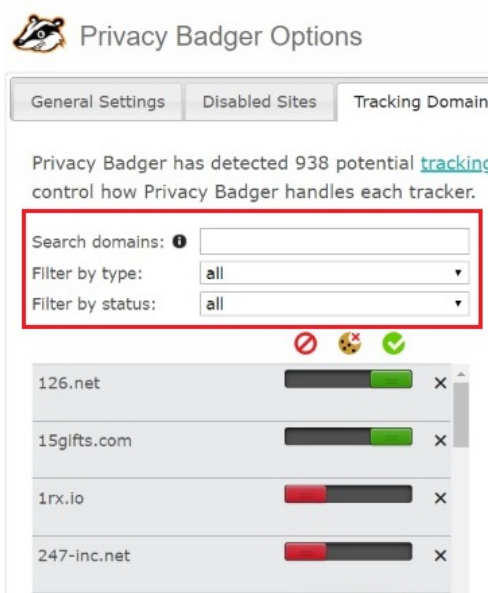 Privacy Badger Options
General Settings
Disabled Sites
Tracking Domain
Privacy Badger has detected 938 potential tracking
control how Privacy Badger handles each tracker.
Search domains:
Filter by type: all
Filter by status: all
126.net
15gifts.com
1rx.io
247-inc.net